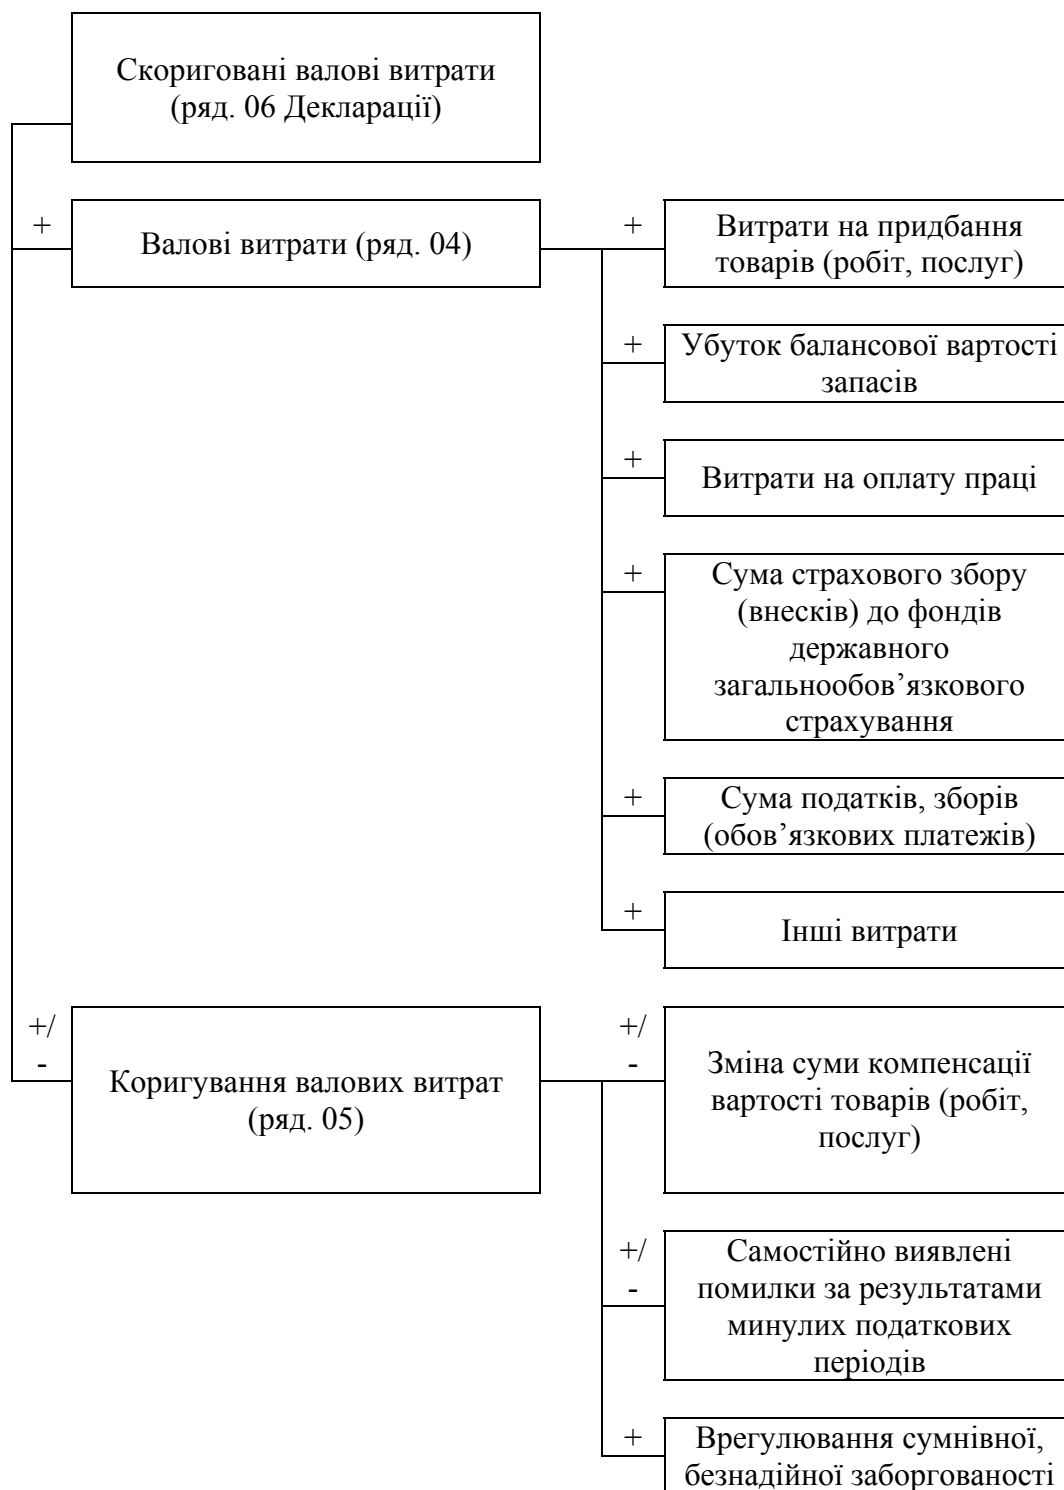 Скориговані валові витрати
(ряд. 06 Декларації)
+
Валові витрати (ряд. 04)
+
Витрати на придбання
товарів (робіт, послуг)
+
Убуток балансової вартості
запасів
+
Витрати на оплату праці
+
Сума страхового збору
(внесків) до фондів
державного
загальнообов’язкового
страхування
+
Сума податків, зборів
(обов’язкових платежів)
+
Інші витрати
+/
-
Коригування валових витрат
(ряд. 05)
+/
-
Зміна суми компенсації
вартості товарів (робіт,
послуг)
+/
-
Самостійно виявлені
помилки за результатами
минулих податкових
періодів
+
Врегулювання сумнівної,
безнадійної заборгованості